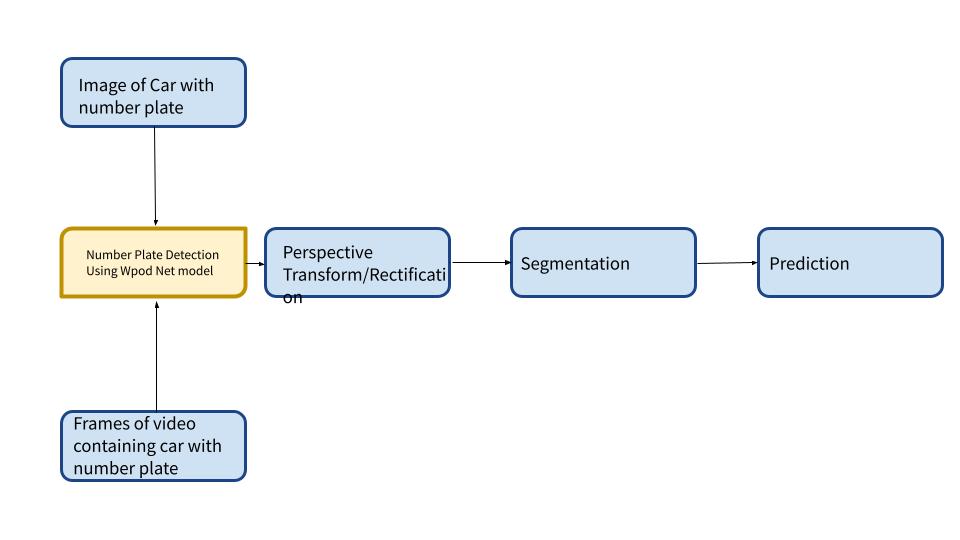 Image of Car with
number plate
Number Plate Detection
Using Wpod Net model
Perspective
Transform/Rectificati
on
Segmentation
Prediction
Frames of video
containing car with
number plate